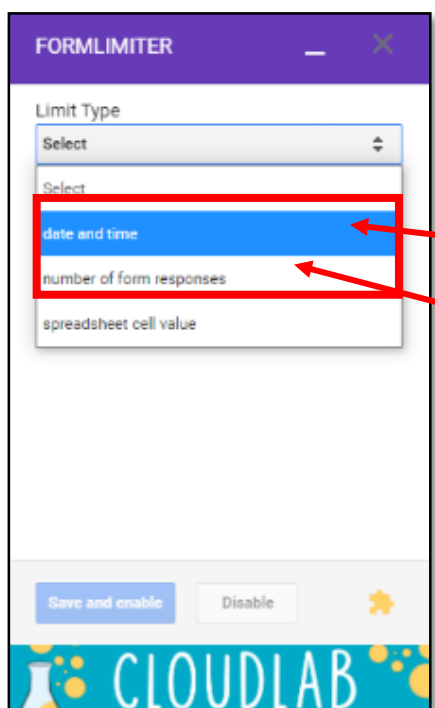 FORMLIMITER
Limit Type
Select
Select
date and time
number of form responses
spreadsheet cell value
Save and enable
Disable
CLOUDLAB